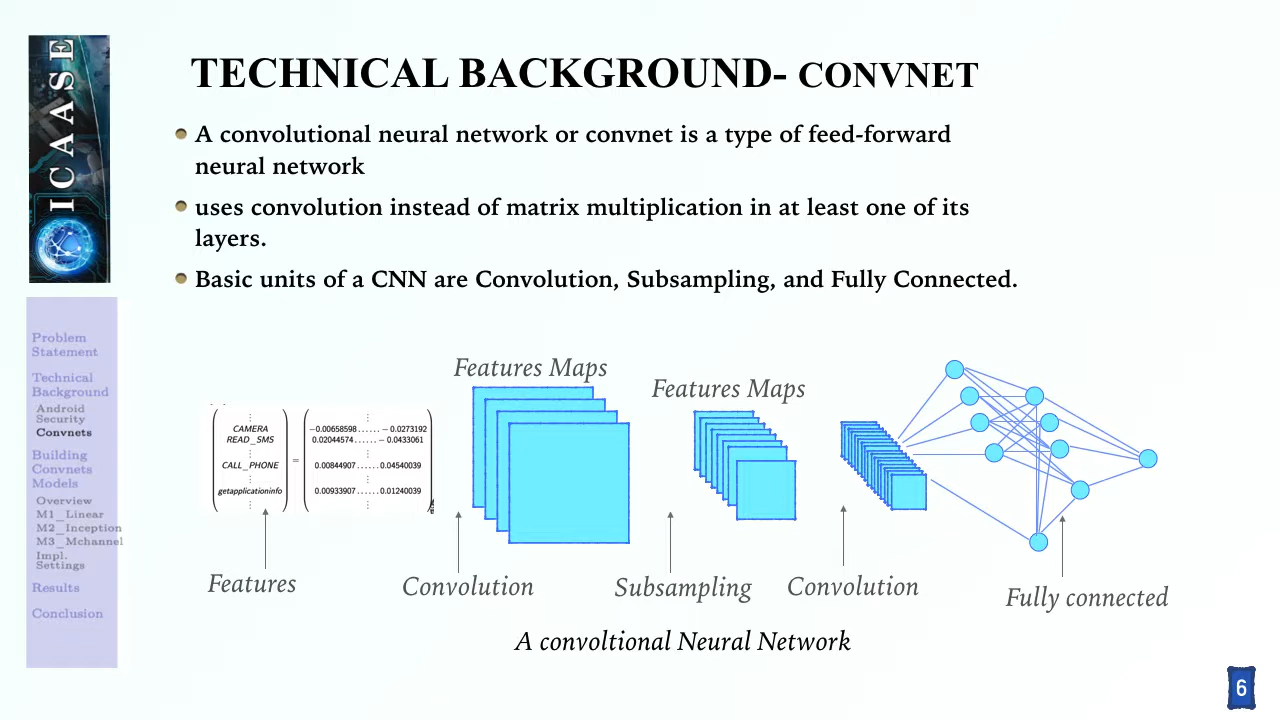 ICAASE
TECHNICAL BACKGROUND- CONVNET
A convolutional neural network or convnet is a type of feed-forward
neural network
uses convolution instead of matrix multiplication in at least one of its
layers.
Basic units of a CNN are Convolution, Subsampling, and Fully Connected.
Problem
Statement
Technical
Background
Android
Security
Convnets
Building
Convnets
Models
Overview
M1_Linear
M2_Inception
M3_Mchannel
Impl.
Settings
Results
Conclusion
Features Maps
Features Maps
⋮ ⋮
CAMERA −0.00658598 . . . . . . − 0.0273192
READ_SMS 0.02044574 . . . . . . − 0.0433061
⋮ ⋮
CALL_PHONE = 0.00844907 . . . . . . 0.04540039
⋮ ⋮
getapplicationinfo 0.00933907 . . . . . . 0.01240039
⋮ ⋮
Features
Convolution
Subsampling
Convolution
Fully connected
A convoltional Neural Network
6